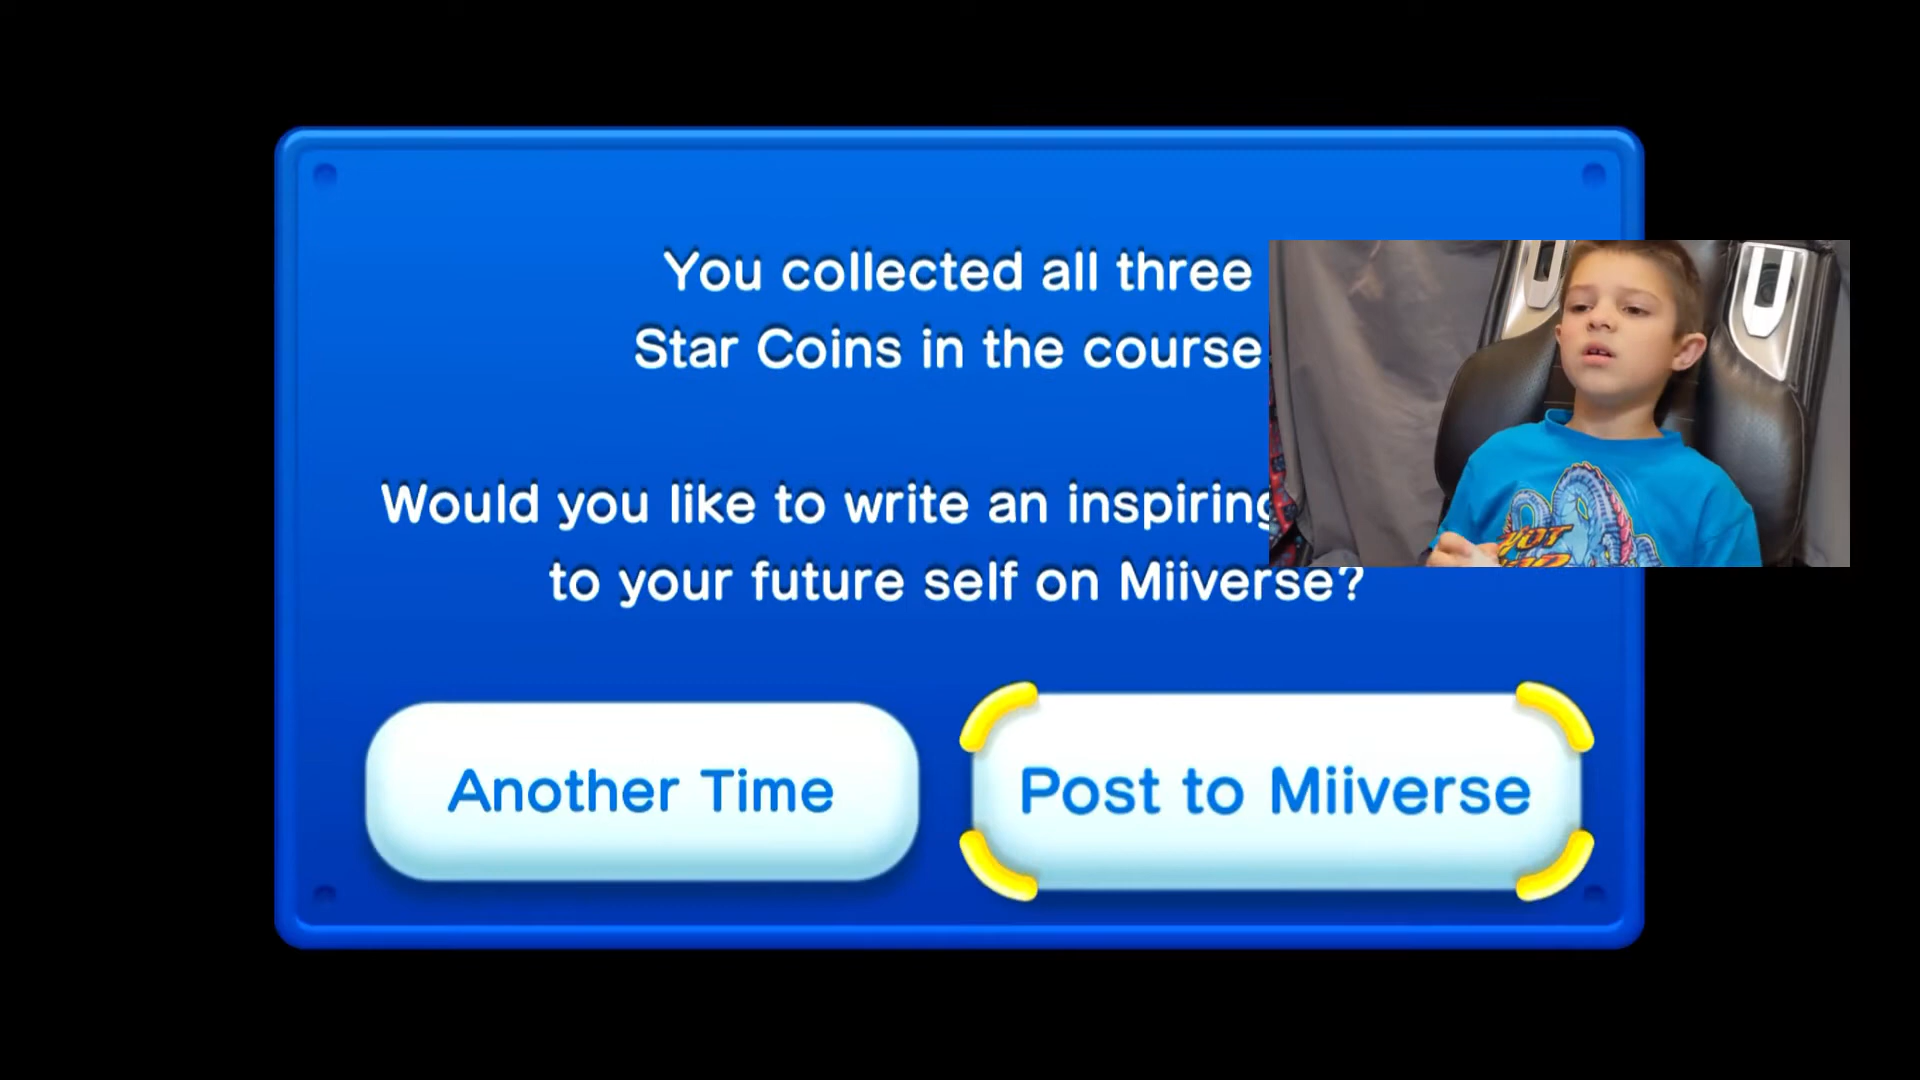 You collected all three
Star Coins in the course
Would you like to write an inspiring
to your future self on Miiverse?
Another Time
Post to Miiverse